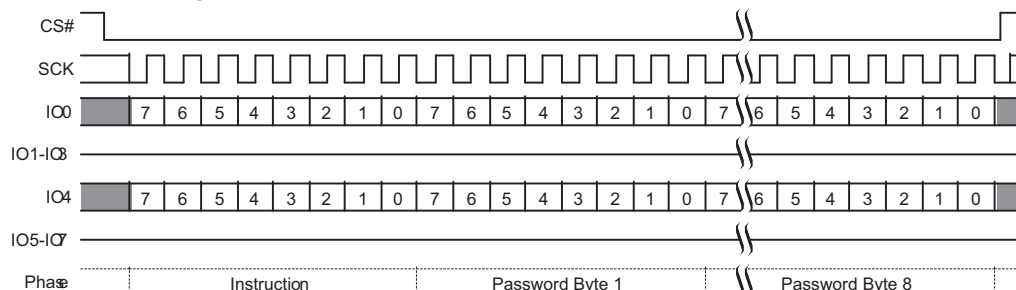 CS#
SCK
IO0 7 6 5 4 3 2 1 0 7 6 5 4 3 2 1 0 7 6 5 4 3 2 1 0
IO1-IO3
IO4 7 6 5 4 3 2 1 0 7 6 5 4 3 2 1 0 7 6 5 4 3 2 1 0
IO5-IO7
Phase Instruction Password Byte 1 Password Byte 8